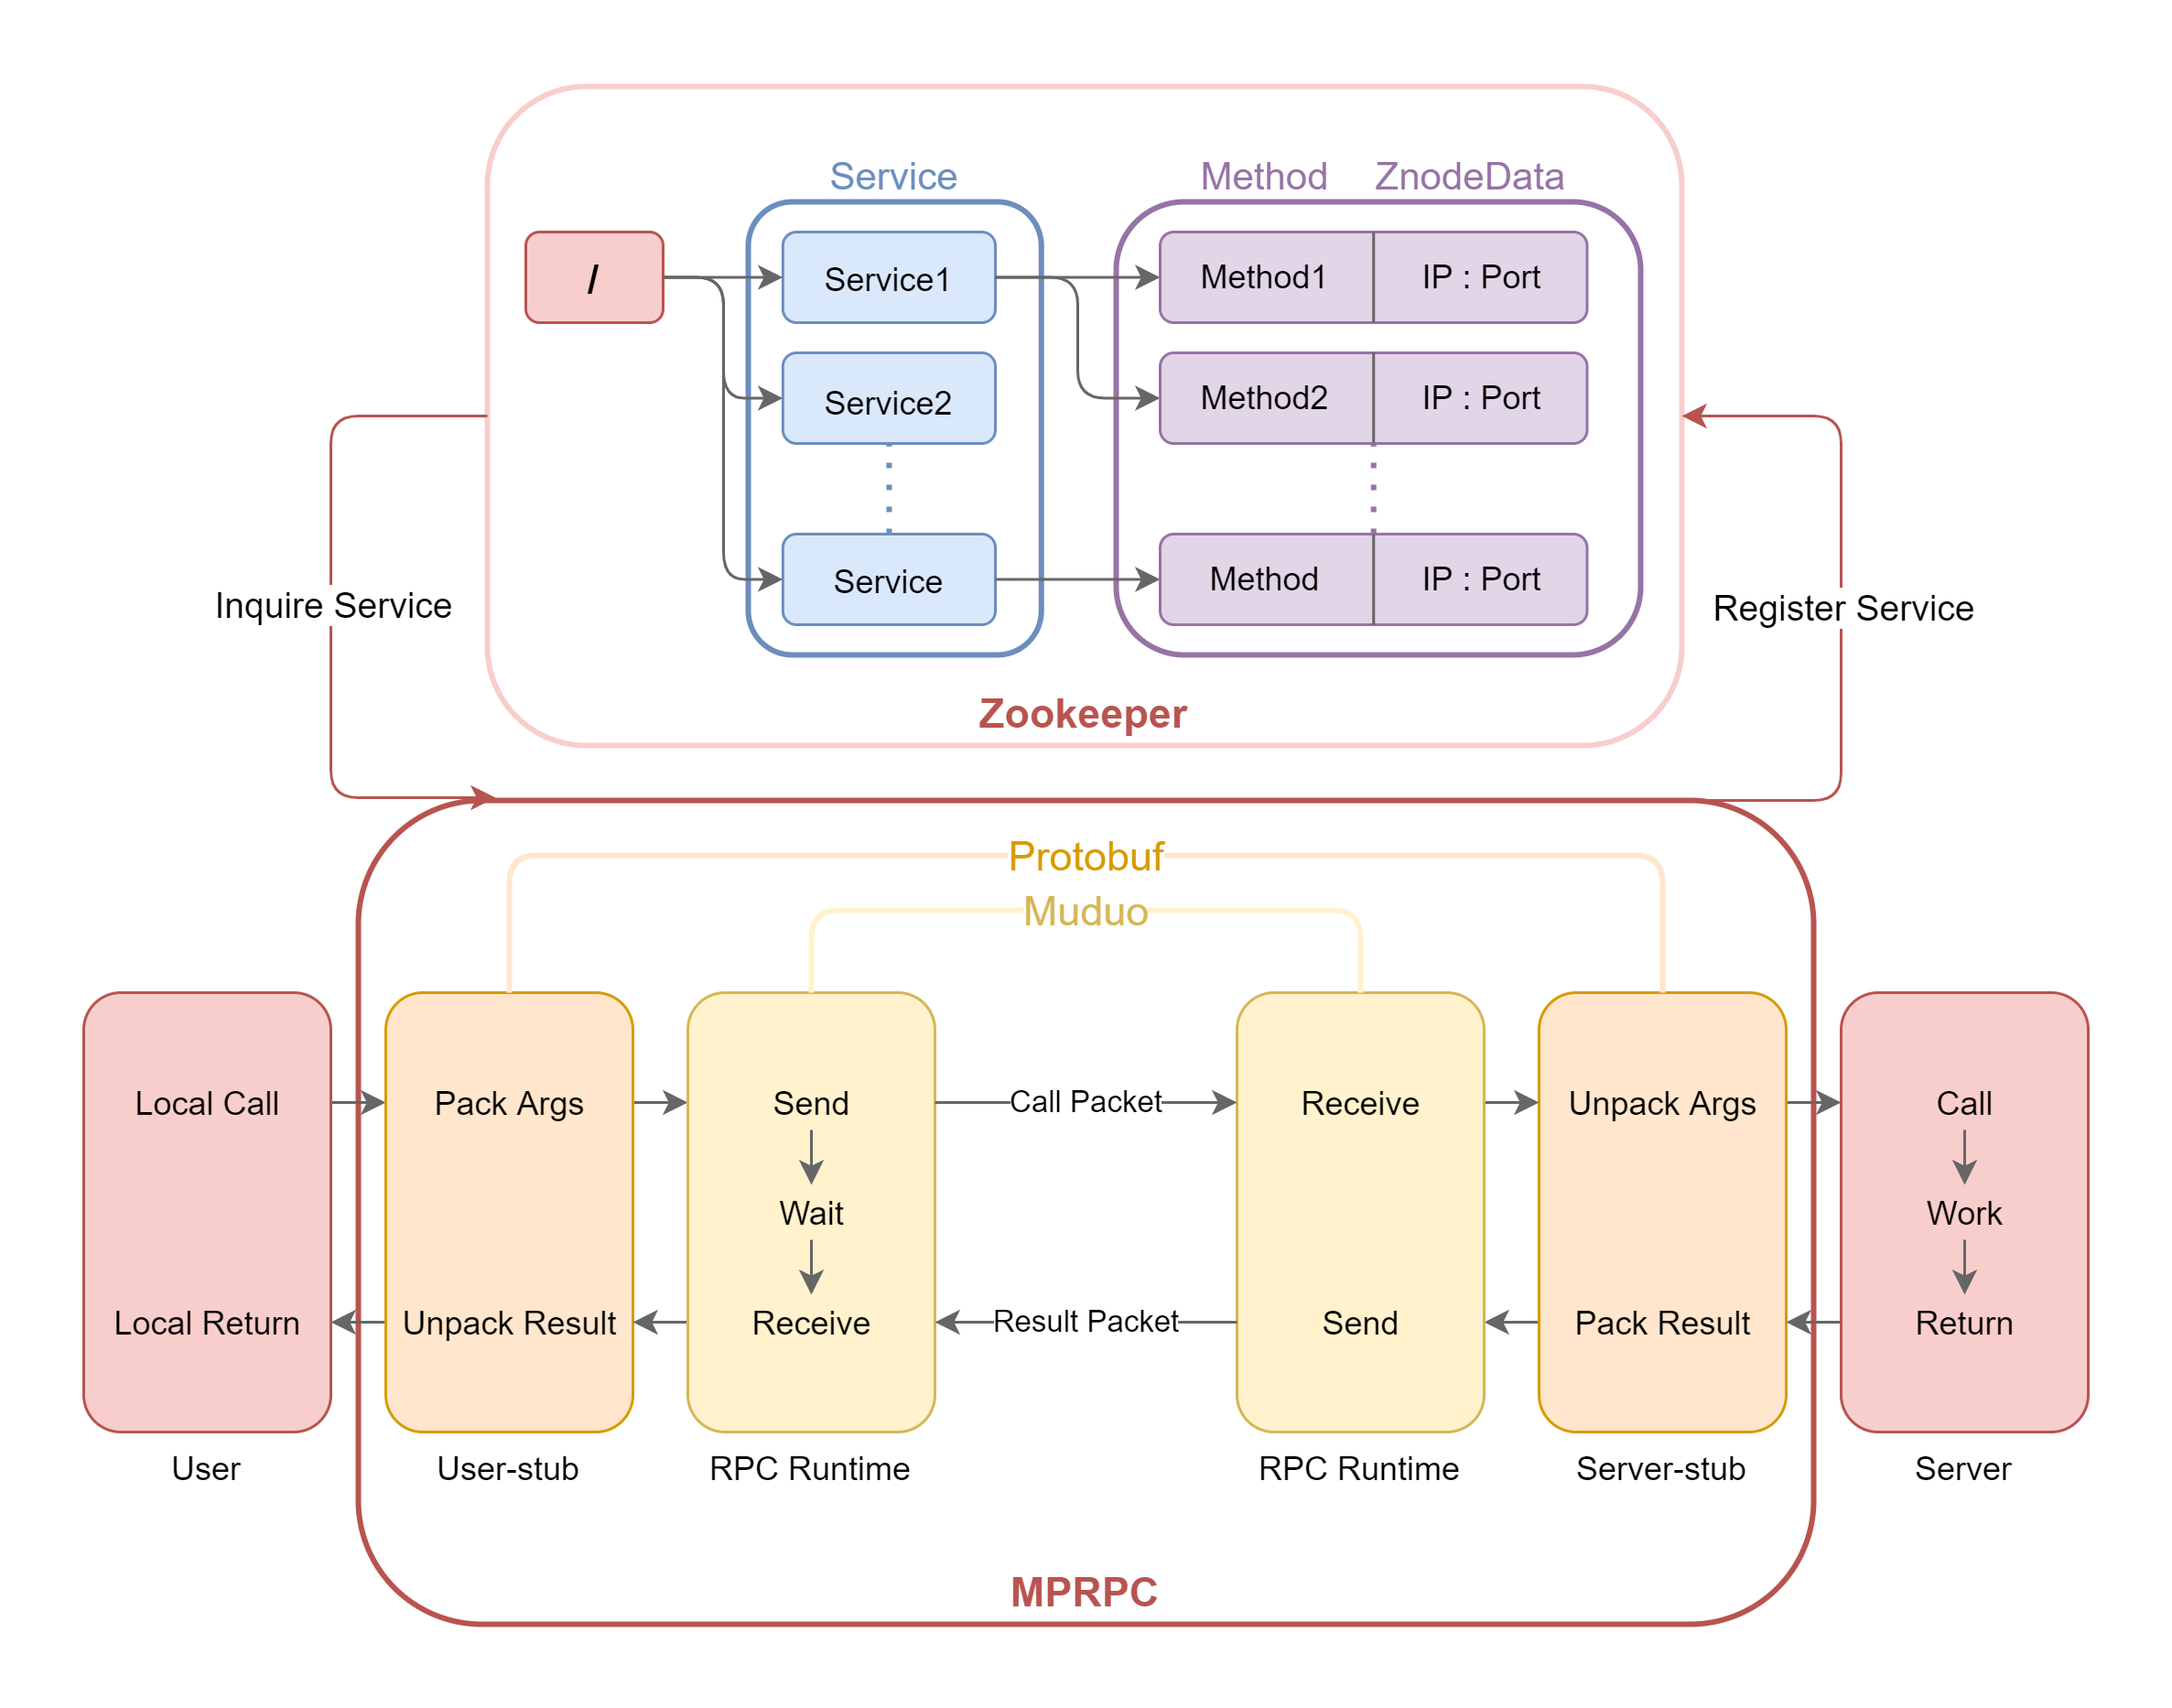 Service
Method ZnodeData
/
Service1
Method1
IP : Port
Service2
Method2
IP : Port
Service
Method
IP : Port
Inquire Service
Register Service
Zookeeper
Protobuf
Muduo
Local Call
Pack Args
Send
Call Packet
Receive
Unpack Args
Call
Wait
Work
Local Return
Unpack Result
Receive
Result Packet
Send
Pack Result
Return
User
User-stub
RPC Runtime
RPC Runtime
Server-stub
Server
MPRPC